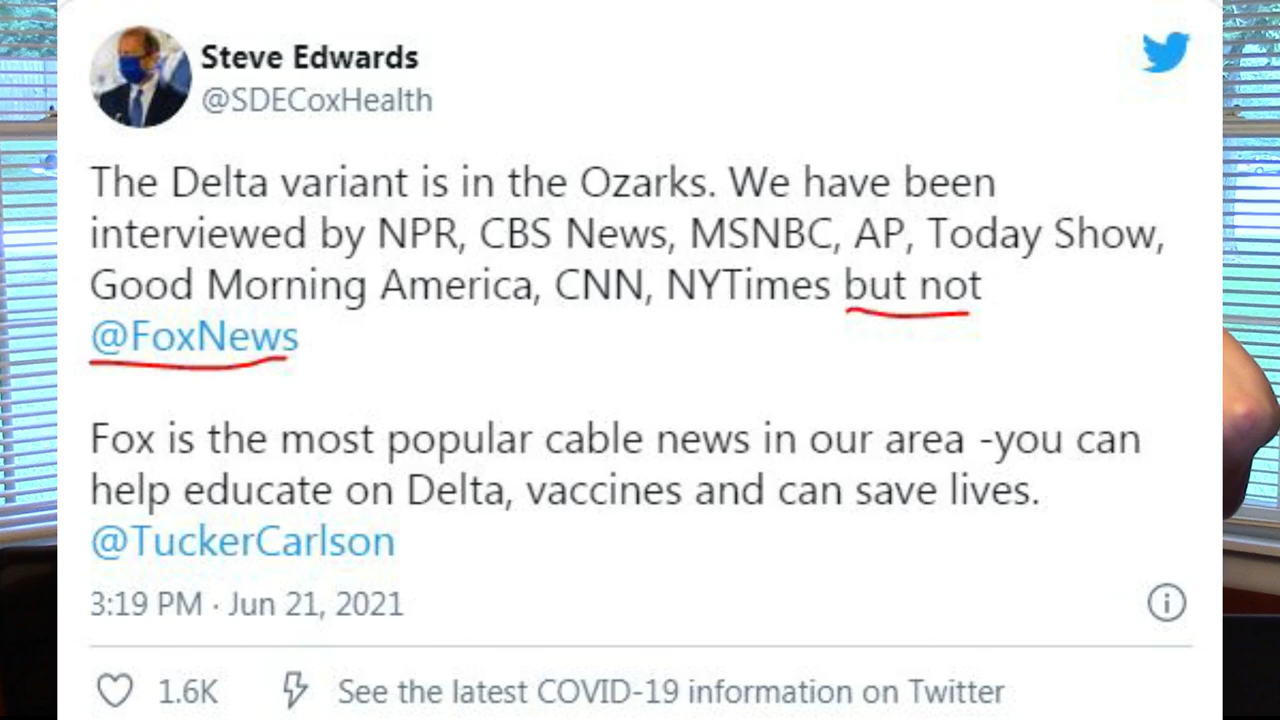 Steve Edwards
@SDECoxHealth
The Delta variant is in the Ozarks. We have been
interviewed by NPR, CBS News, MSNBC, AP, Today Show,
Good Morning America, CNN, NYTimes but not
@FoxNews
Fox is the most popular cable news in our area -you can
help educate on Delta, vaccines and can save lives.
@TuckerCarlson
3:19 PM · Jun 21, 2021
1.6K See the latest COVID-19 information on Twitter